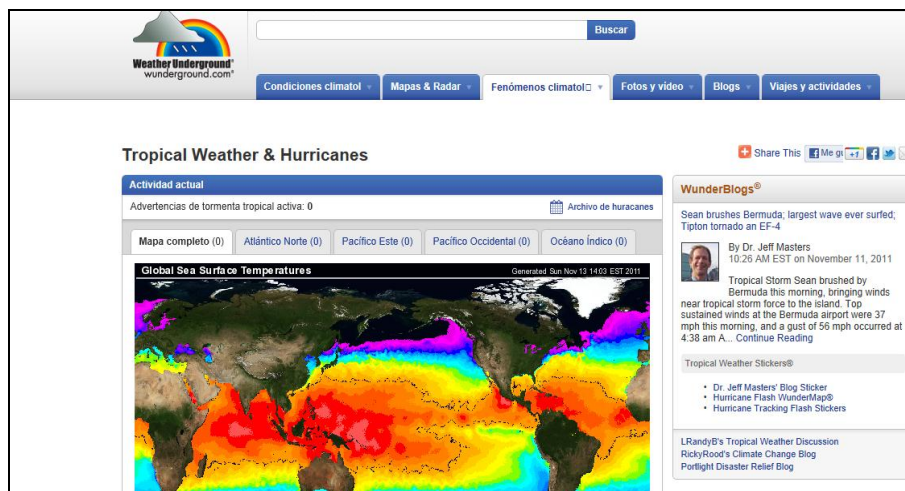 Buscar
Weather Underground®
wunderground.com®
Condiciones climatol
Mapas & Radar
Fenómenos climatol□
Fotos y vídeo
Blogs
Viajes y actividades
Tropical Weather & Hurricanes
Share This
Me gu
+1
Actividad actual
Advertencias de tormenta tropical activa: 0
Archivo de huracanes
Mapa completo (0)
Atlántico Norte (0)
Pacífico Este (0)
Pacífico Occidental (0)
Océano Índico (0)
Global Sea Surface Temperatures
Generated Sun Nov 13 14:03 EST 2011
WunderBlogs®
Sean brushes Bermuda; largest wave ever surfed;
Tipton tornado an EF-4
By Dr. Jeff Masters
10:26 AM EST on November 11, 2011
Tropical Storm Sean brushed by
Bermuda this morning, bringing winds
near tropical storm force to the island. Top
sustained winds at the Bermuda airport were 37
mph this morning, and a gust of 56 mph occurred at
4:38 am A... Continue Reading
Tropical Weather Stickers®
Dr. Jeff Masters' Blog Sticker
Hurricane Flash WunderMap®
Hurricane Tracking Flash Stickers
LRandyB's Tropical Weather Discussion
RickyRood's Climate Change Blog
Portlight Disaster Relief Blog